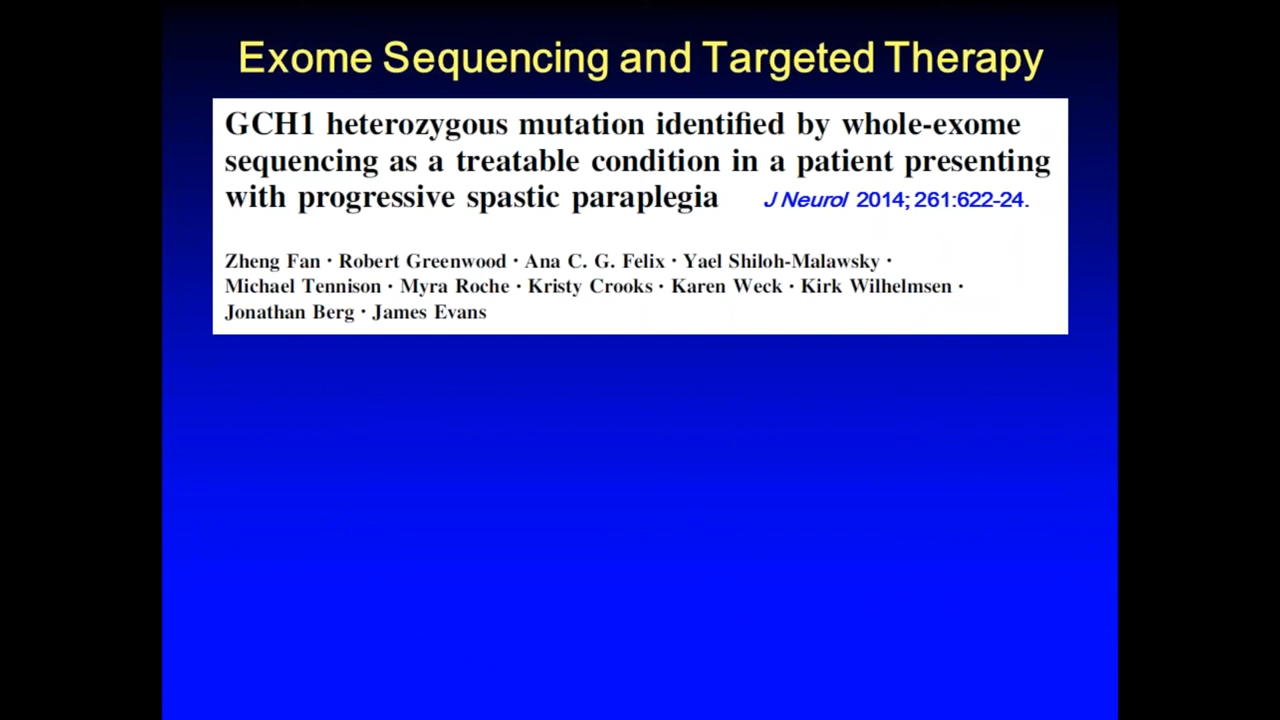 Exome Sequencing and Targeted Therapy
GCH1 heterozygous mutation identified by whole-exome
sequencing as a treatable condition in a patient presenting
with progressive spastic paraplegia J Neurol 2014; 261:622-24.
Zheng Fan · Robert Greenwood · Ana C. G. Felix · Yael Shiloh-Malawsky ·
Michael Tennison · Myra Roche · Kristy Crooks · Karen Weck · Kirk Wilhelmsen ·
Jonathan Berg · James Evans